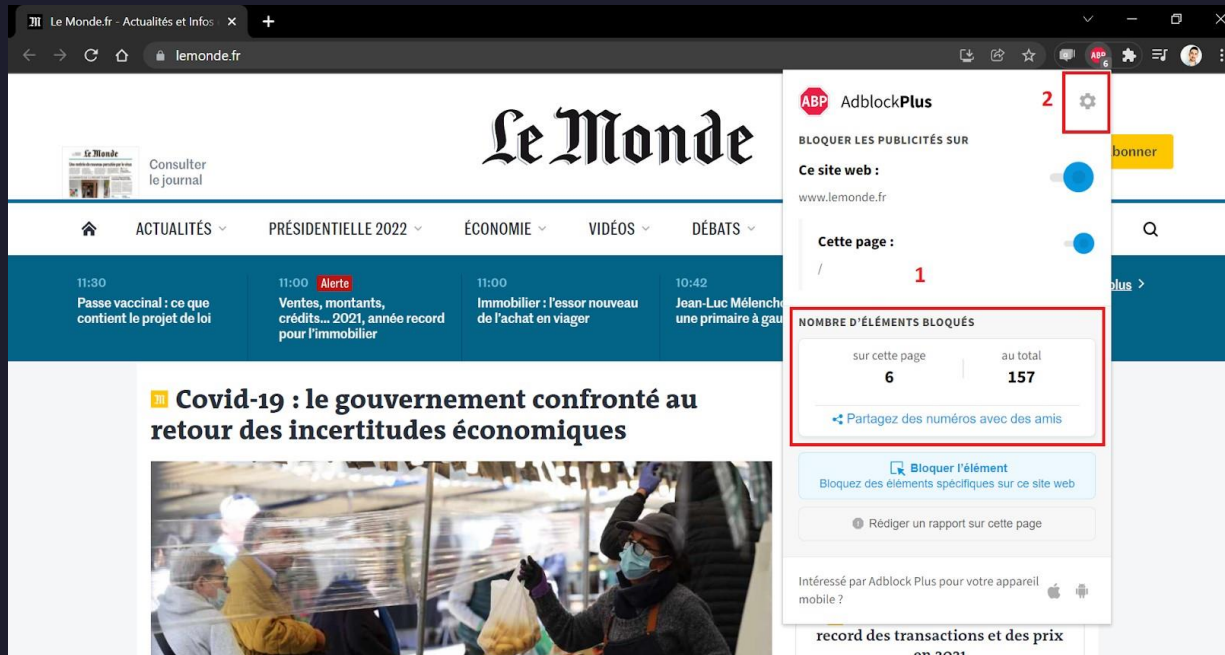 Le Monde.fr - Actualités et Infos
lemonde.fr
ABP
6
Le Monde
Consulter
le journal
bonner
ACTUALITÉS
PRÉSIDENTIELLE 2022
ÉCONOMIE
VIDÉOS
DÉBATS
11:30
Passe vaccinal : ce que
contient le projet de loi
11:00 Alerte
Ventes, montants,
crédits... 2021, année record
pour l'immobilier
11:00
Immobilier : l'essor nouveau
de l'achat en viager
10:42
Jean-Luc Mélench
une primaire à gau
plus >
Covid-19 : le gouvernement confronté au
retour des incertitudes économiques
ABP AdblockPlus
2
BLOQUER LES PUBLICITÉS SUR
Ce site web :
www.lemonde.fr
Cette page :
/
1
NOMBRE D'ÉLÉMENTS BLOQUÉS
sur cette page au total
6 157
Partagez des numéros avec des amis
Bloquer l'élément
Bloquez des éléments spécifiques sur ce site web
Rédiger un rapport sur cette page
Intéressé par Adblock Plus pour votre appareil
mobile ?
record des transactions et des prix
en 2021